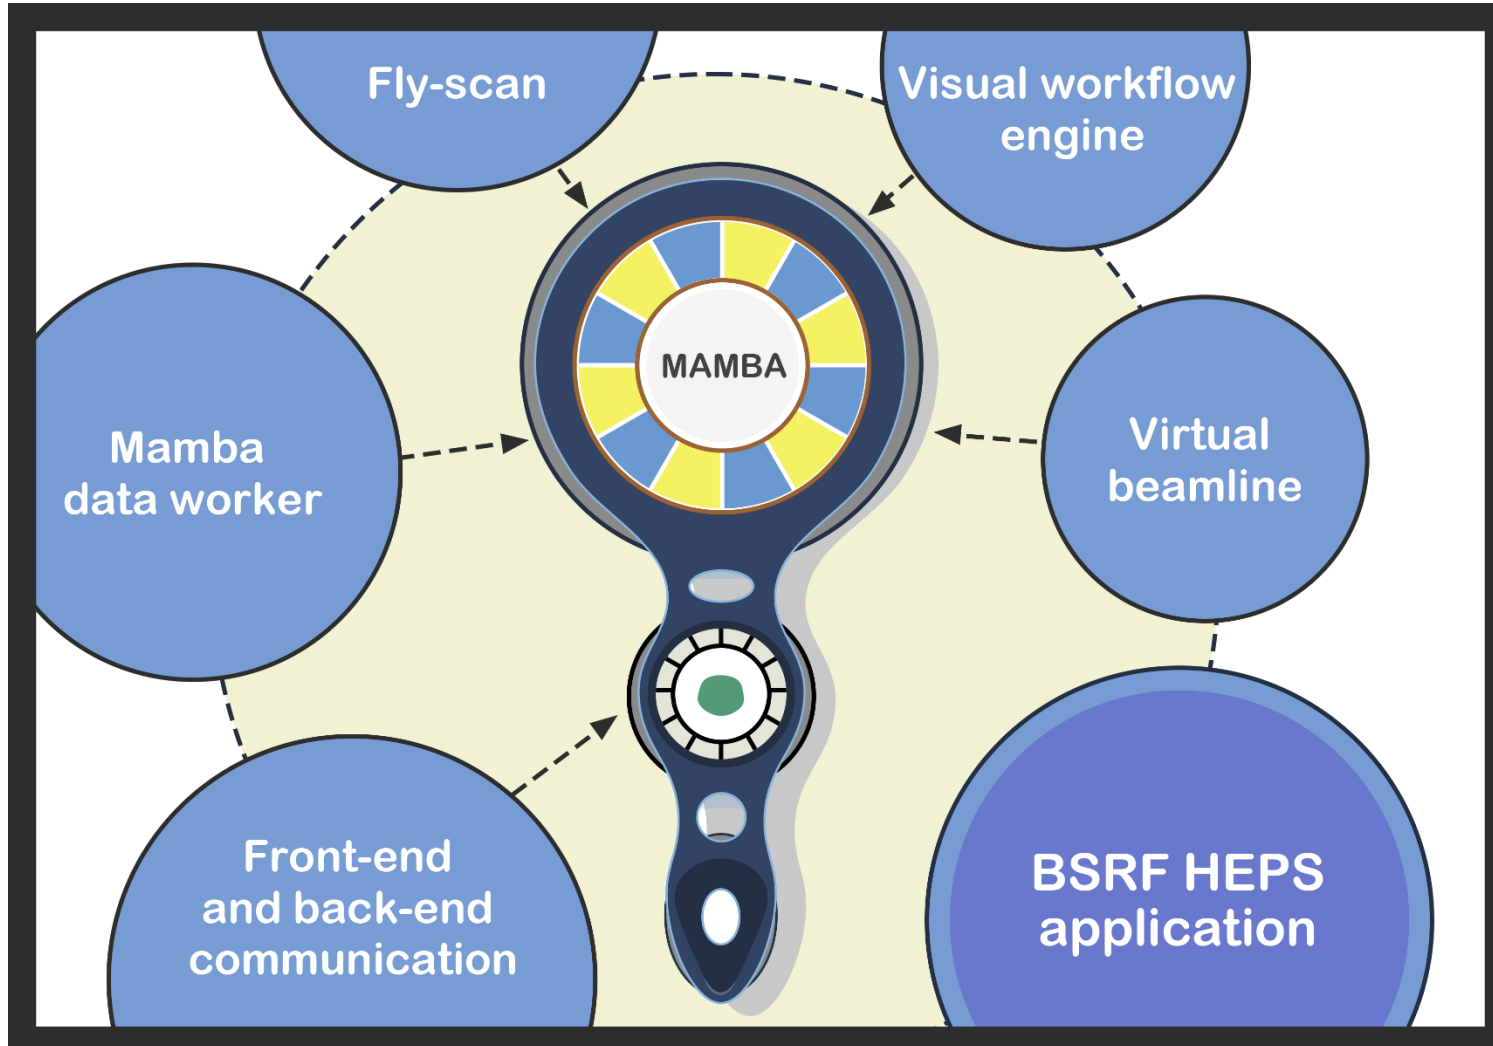 Fly-scan
Visual workflow
engine
MAMBA
Mamba
data worker
Virtual
beamline
Front-end
and back-end
communication
BSRF HEPS
application